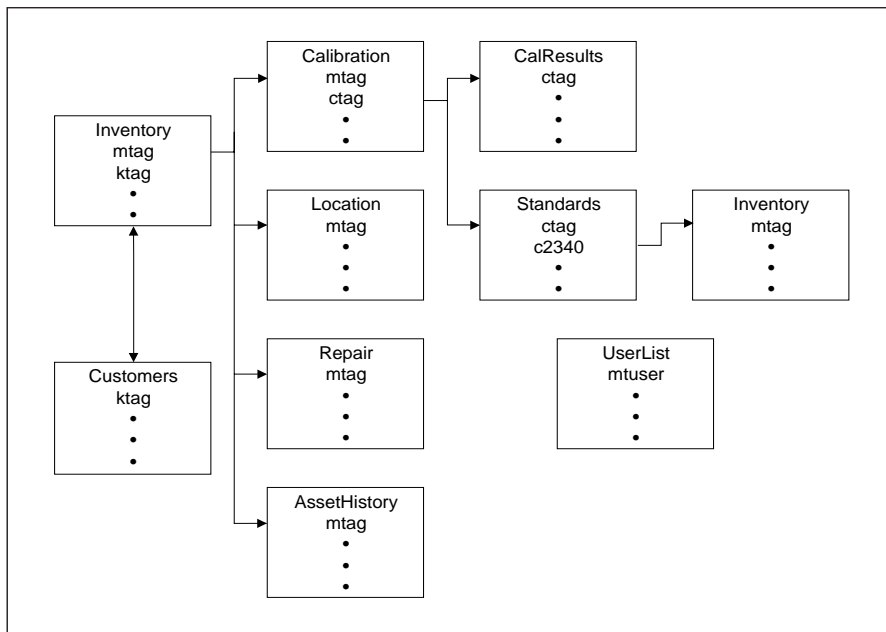 Inventory
mtag
ktag
•
•
Customers
ktag
•
•
•
Calibration
mtag
ctag
•
•
Location
mtag
•
•
•
Repair
mtag
•
•
•
AssetHistory
mtag
•
•
•
CalResults
ctag
•
•
•
Standards
ctag
c2340
•
•
Inventory
mtag
•
•
•
UserList
mtuser
•
•
•